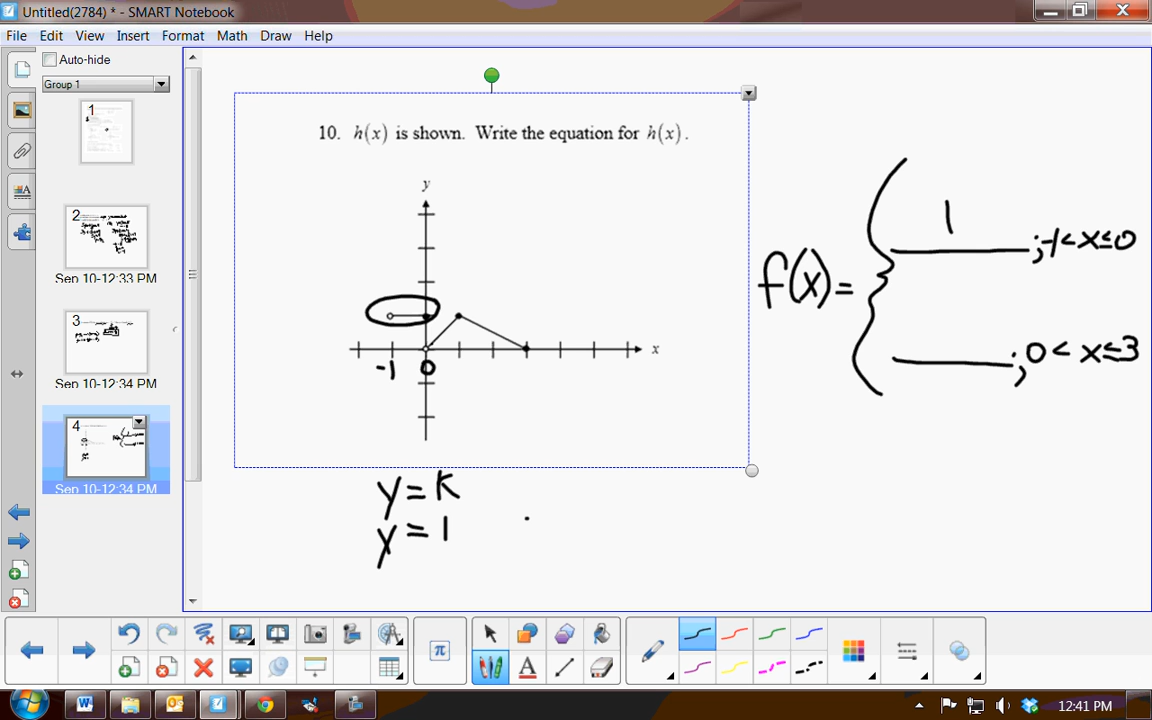 Untitled(2784) * - SMART Notebook
File Edit View Insert Format Math Draw Help
Auto-hide
Group 1
1
2
Sep 10-12:33 PM
3
Sep 10-12:34 PM
4
Sep 10-12:34 PM
10. h(x) is shown. Write the equation for h(x).
y
x
-1 0
y = k
y = 1
f(x) = {
1 ; -1 < x ≤ 0
; 0 < x ≤ 3
π
A
W
12:41 PM